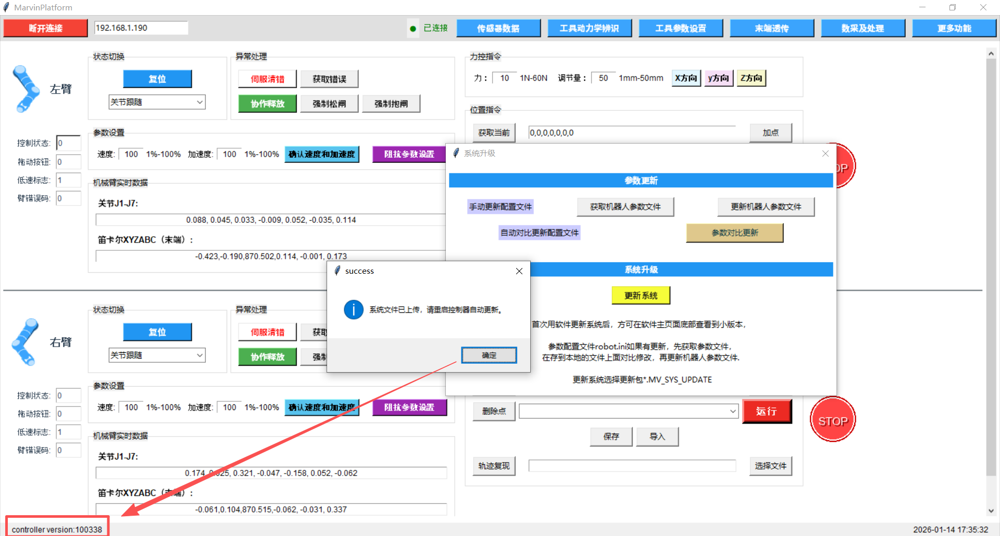 MarvinPlatform
断开连接
192.168.1.190
已连接
传感器数据
工具动力学辨识
工具参数设置
末端透传
数采及处理
更多功能
左臂
状态切换
复位
关节跟随
异常处理
伺服清错
获取错误
协作释放
强制松闸
强制抱闸
力控指令
力：
10
1N-60N
调节量：
50
1mm-50mm
X方向
y方向
Z方向
位置指令
获取当前
0,0,0,0,0,0,0
加点
控制状态:
0
拖动按钮:
0
低速标志:
1
臂错误码:
0
参数设置
速度:
100
1%-100%
加速度:
100
1%-100%
确认速度和加速度
阻抗参数设置
机械臂实时数据
关节J1-J7:
0.088, 0.045, 0.033, -0.009, 0.052, -0.035, 0.114
笛卡尔XYZABC（末端）:
-0.423,-0.190,870.502,0.114, -0.001, 0.173
系统升级
参数更新
手动更新配置文件
获取机器人参数文件
更新机器人参数文件
自动对比更新配置文件
参数对比更新
系统升级
更新系统
首次用软件更新系统后，方可在软件主页面底部查看到小版本，
参数配置文件robot.ini如果有更新，先获取参数文件，
在存到本地的文件上面对比修改，再更新机器人参数文件.
更新系统选择更新包*.MV_SYS_UPDATE
success
系统文件已上传，请重启控制器自动更新。
确定
右臂
状态切换
复位
关节跟随
异常处理
伺服清错
获取
协作释放
强制
控制状态:
0
拖动按钮:
0
低速标志:
1
臂错误码:
0
参数设置
速度:
100
1%-100%
加速度:
100
1%-100%
确认速度和加速度
阻抗参数设置
机械臂实时数据
关节J1-J7:
0.174, 0.025, 0.321, -0.047, -0.158, 0.052, -0.062
笛卡尔XYZABC（末端）:
-0.061,0.104,870.515,-0.062, -0.031, 0.337
删除点
运行
保存
导入
轨迹复现
选择文件
OP
STOP
controller version:100338
2026-01-14 17:35:32